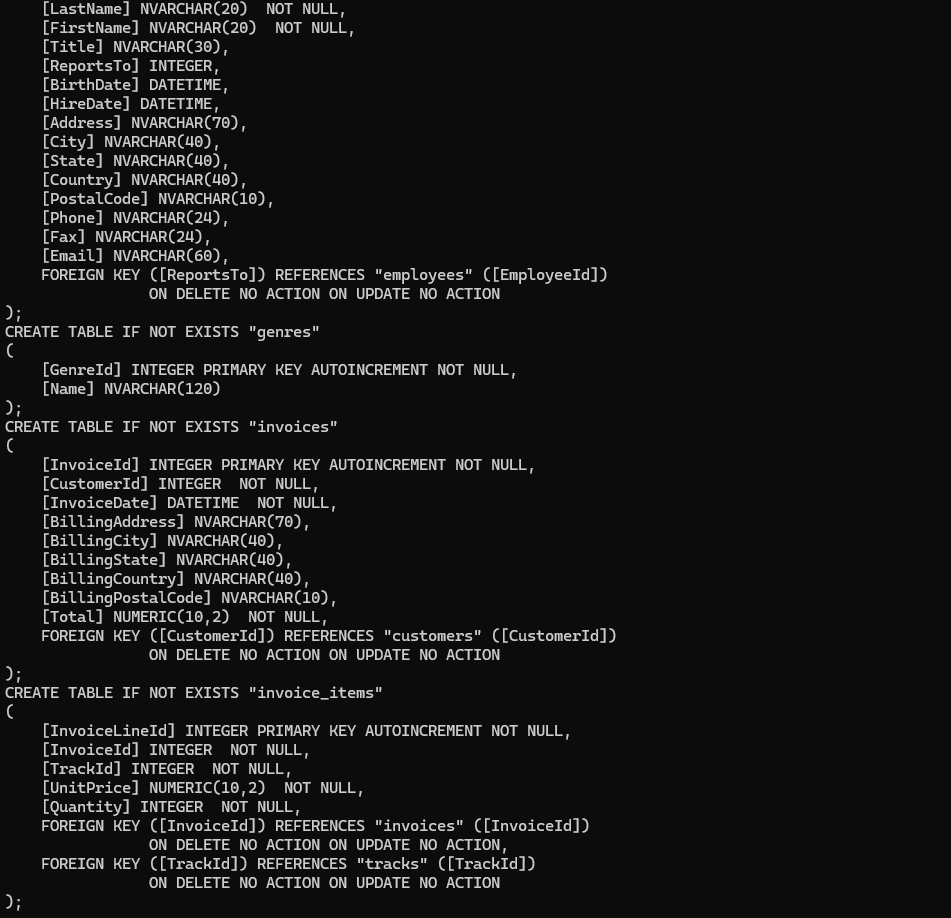 [LastName] NVARCHAR(20)  NOT NULL,
    [FirstName] NVARCHAR(20)  NOT NULL,
    [Title] NVARCHAR(30),
    [ReportsTo] INTEGER,
    [BirthDate] DATETIME,
    [HireDate] DATETIME,
    [Address] NVARCHAR(70),
    [City] NVARCHAR(40),
    [State] NVARCHAR(40),
    [Country] NVARCHAR(40),
    [PostalCode] NVARCHAR(10),
    [Phone] NVARCHAR(24),
    [Fax] NVARCHAR(24),
    [Email] NVARCHAR(60),
    FOREIGN KEY ([ReportsTo]) REFERENCES "employees" ([EmployeeId])
                ON DELETE NO ACTION ON UPDATE NO ACTION
);
CREATE TABLE IF NOT EXISTS "genres"
(
    [GenreId] INTEGER PRIMARY KEY AUTOINCREMENT NOT NULL,
    [Name] NVARCHAR(120)
);
CREATE TABLE IF NOT EXISTS "invoices"
(
    [InvoiceId] INTEGER PRIMARY KEY AUTOINCREMENT NOT NULL,
    [CustomerId] INTEGER  NOT NULL,
    [InvoiceDate] DATETIME  NOT NULL,
    [BillingAddress] NVARCHAR(70),
    [BillingCity] NVARCHAR(40),
    [BillingState] NVARCHAR(40),
    [BillingCountry] NVARCHAR(40),
    [BillingPostalCode] NVARCHAR(10),
    [Total] NUMERIC(10,2)  NOT NULL,
    FOREIGN KEY ([CustomerId]) REFERENCES "customers" ([CustomerId])
                ON DELETE NO ACTION ON UPDATE NO ACTION
);
CREATE TABLE IF NOT EXISTS "invoice_items"
(
    [InvoiceLineId] INTEGER PRIMARY KEY AUTOINCREMENT NOT NULL,
    [InvoiceId] INTEGER  NOT NULL,
    [TrackId] INTEGER  NOT NULL,
    [UnitPrice] NUMERIC(10,2)  NOT NULL,
    [Quantity] INTEGER  NOT NULL,
    FOREIGN KEY ([InvoiceId]) REFERENCES "invoices" ([InvoiceId])
                ON DELETE NO ACTION ON UPDATE NO ACTION,
    FOREIGN KEY ([TrackId]) REFERENCES "tracks" ([TrackId])
                ON DELETE NO ACTION ON UPDATE NO ACTION
);